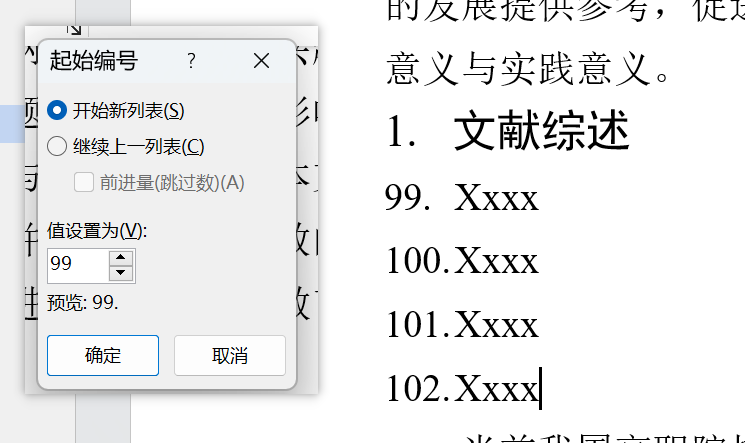 的发展提供参考，促进
意义与实践意义。
1. 文献综述
99. Xxxx
100. Xxxx
101. Xxxx
102. Xxxx
起始编号
?
开始新列表(S)
继续上一列表(C)
前进量(跳过数)(A)
值设置为(V):
99
预览: 99.
确定
取消